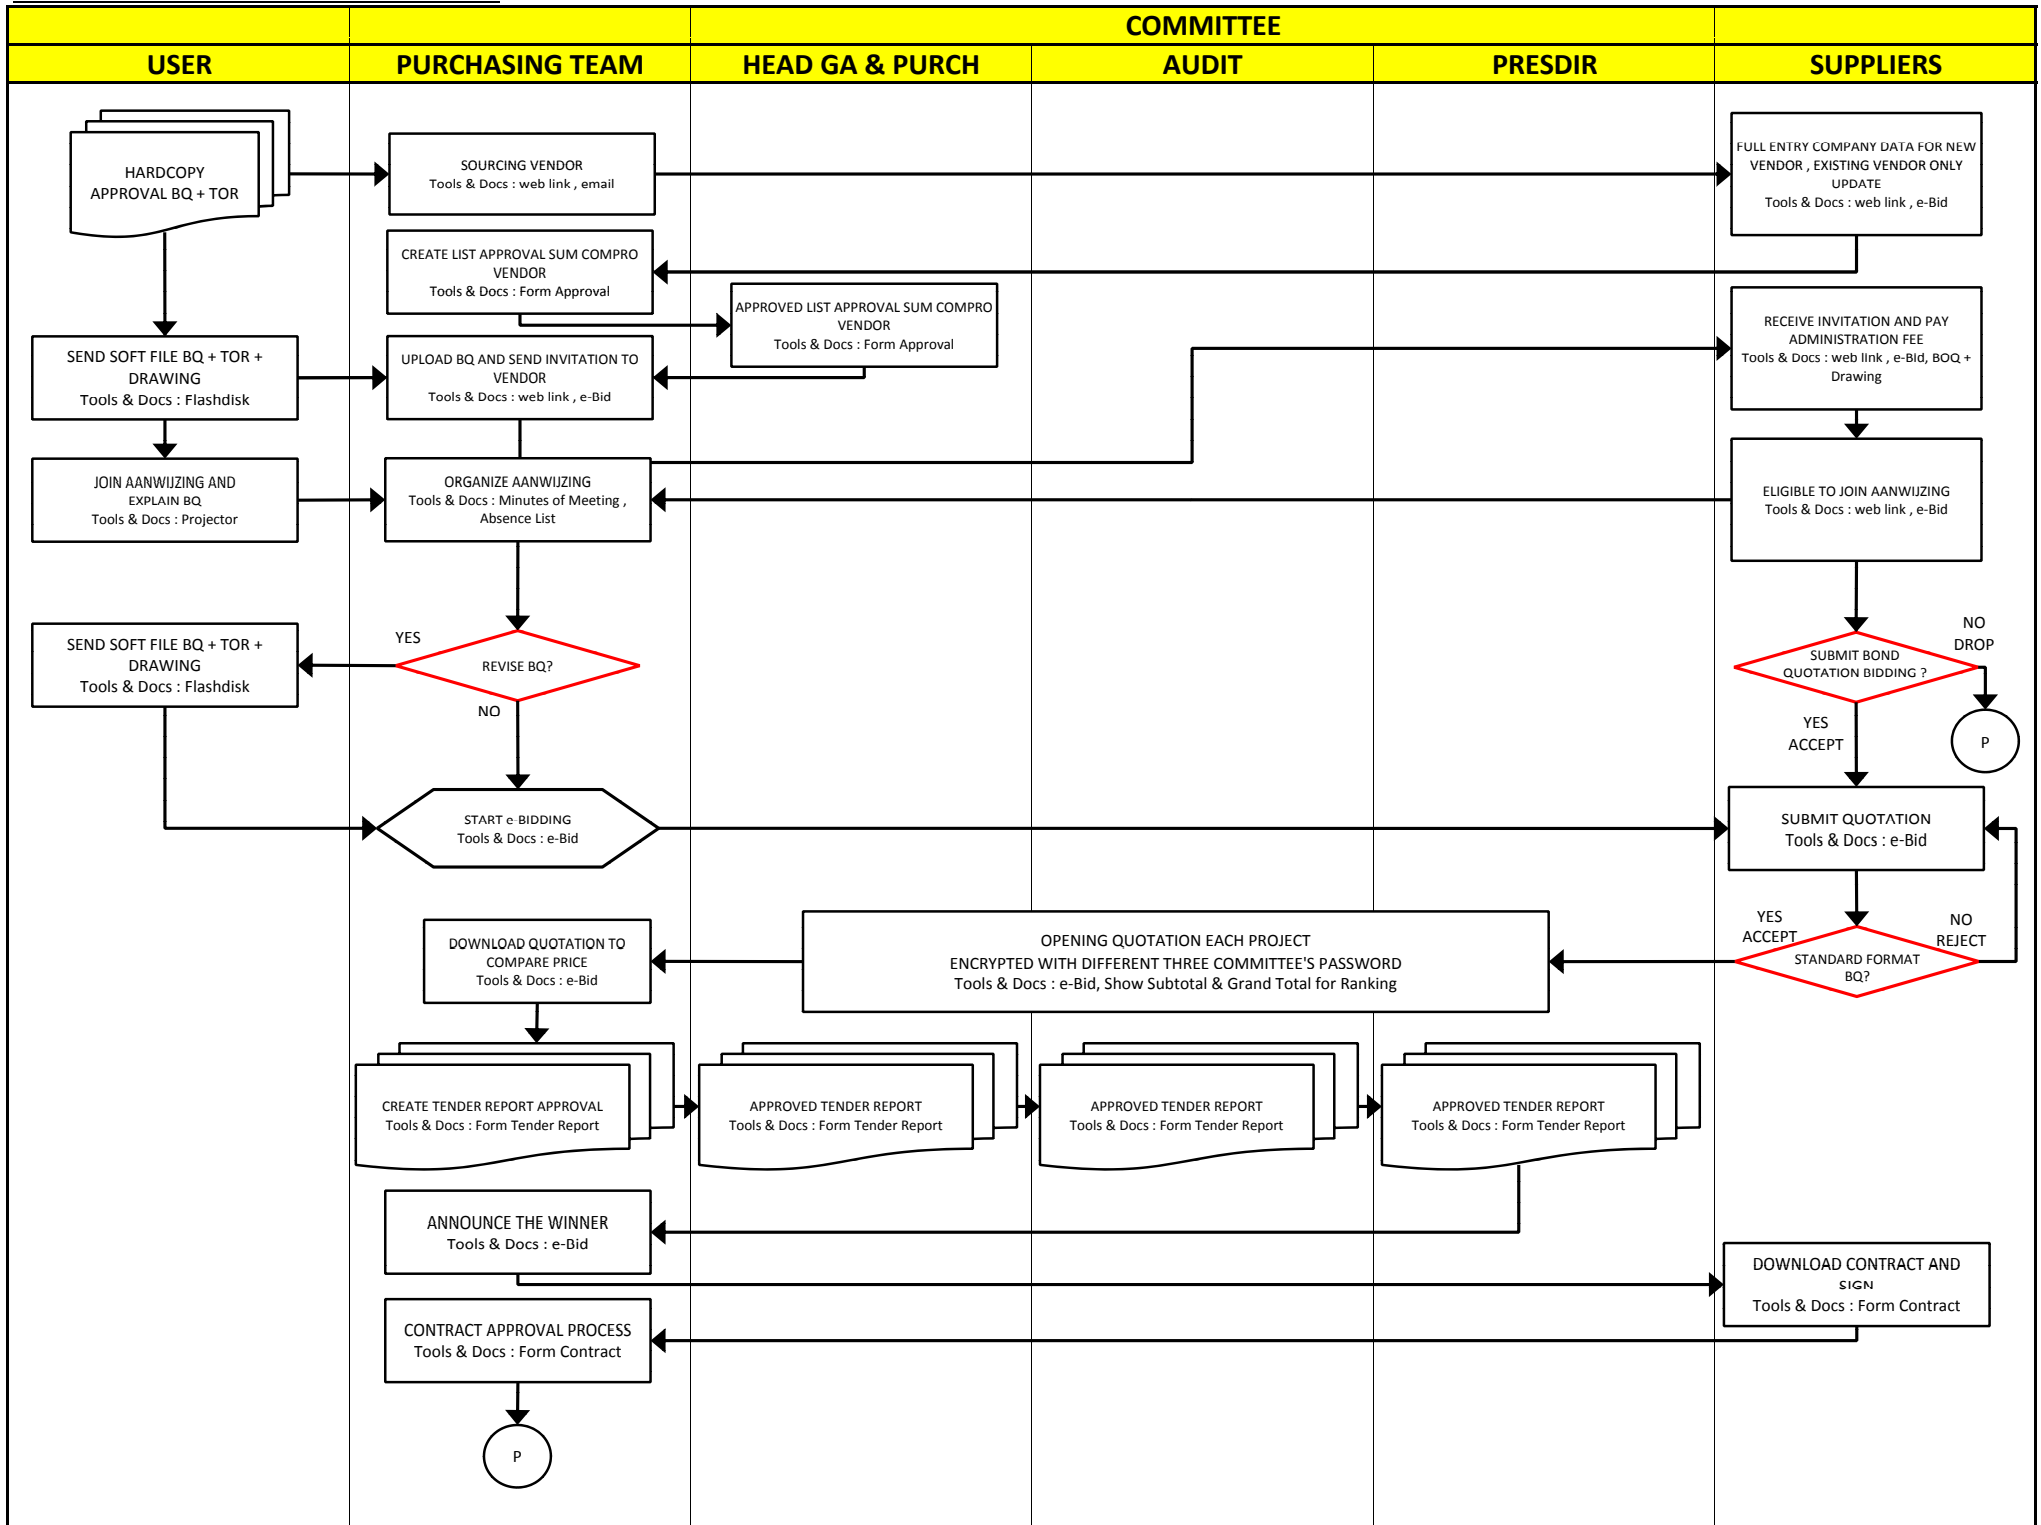 COMMITTEE
USER
PURCHASING TEAM
HEAD GA & PURCH
AUDIT
PRESDIR
SUPPLIERS
HARDCOPY
APPROVAL BQ + TOR
SOURCING VENDOR
Tools & Docs : web link , email
FULL ENTRY COMPANY DATA FOR NEW
VENDOR , EXISTING VENDOR ONLY
UPDATE
Tools & Docs : web link , e-Bid
CREATE LIST APPROVAL SUM COMPRO
VENDOR
Tools & Docs : Form Approval
APPROVED LIST APPROVAL SUM COMPRO
VENDOR
Tools & Docs : Form Approval
RECEIVE INVITATION AND PAY
ADMINISTRATION FEE
Tools & Docs : web link , e-Bid, BOQ +
Drawing
SEND SOFT FILE BQ + TOR +
DRAWING
Tools & Docs : Flashdisk
UPLOAD BQ AND SEND INVITATION TO
VENDOR
Tools & Docs : web link , e-Bid
JOIN AANWIJZING AND
EXPLAIN BQ
Tools & Docs : Projector
ORGANIZE AANWIJZING
Tools & Docs : Minutes of Meeting ,
Absence List
ELIGIBLE TO JOIN AANWIJZING
Tools & Docs : web link , e-Bid
SEND SOFT FILE BQ + TOR +
DRAWING
Tools & Docs : Flashdisk
YES
REVISE BQ?
NO
NO
DROP
SUBMIT BOND
QUOTATION BIDDING ?
YES
ACCEPT
P
START e-BIDDING
Tools & Docs : e-Bid
SUBMIT QUOTATION
Tools & Docs : e-Bid
DOWNLOAD QUOTATION TO
COMPARE PRICE
Tools & Docs : e-Bid
OPENING QUOTATION EACH PROJECT
ENCRYPTED WITH DIFFERENT THREE COMMITTEE'S PASSWORD
Tools & Docs : e-Bid, Show Subtotal & Grand Total for Ranking
YES
ACCEPT
NO
REJECT
STANDARD FORMAT
BQ?
CREATE TENDER REPORT APPROVAL
Tools & Docs : Form Tender Report
APPROVED TENDER REPORT
Tools & Docs : Form Tender Report
APPROVED TENDER REPORT
Tools & Docs : Form Tender Report
APPROVED TENDER REPORT
Tools & Docs : Form Tender Report
ANNOUNCE THE WINNER
Tools & Docs : e-Bid
DOWNLOAD CONTRACT AND
SIGN
Tools & Docs : Form Contract
CONTRACT APPROVAL PROCESS
Tools & Docs : Form Contract
P